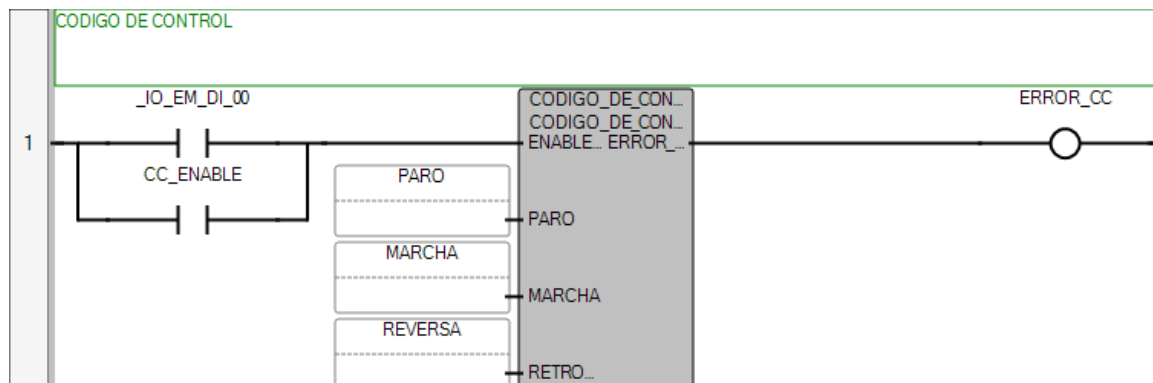 CODIGO DE CONTROL
_IO_EM_DI_00
CODIGO_DE_CON...
ERROR_CC
CODIGO_DE_CON...
1
ENABLE... ERROR_...
CC_ENABLE
PARO
PARO
MARCHA
MARCHA
REVERSA
RETRO...